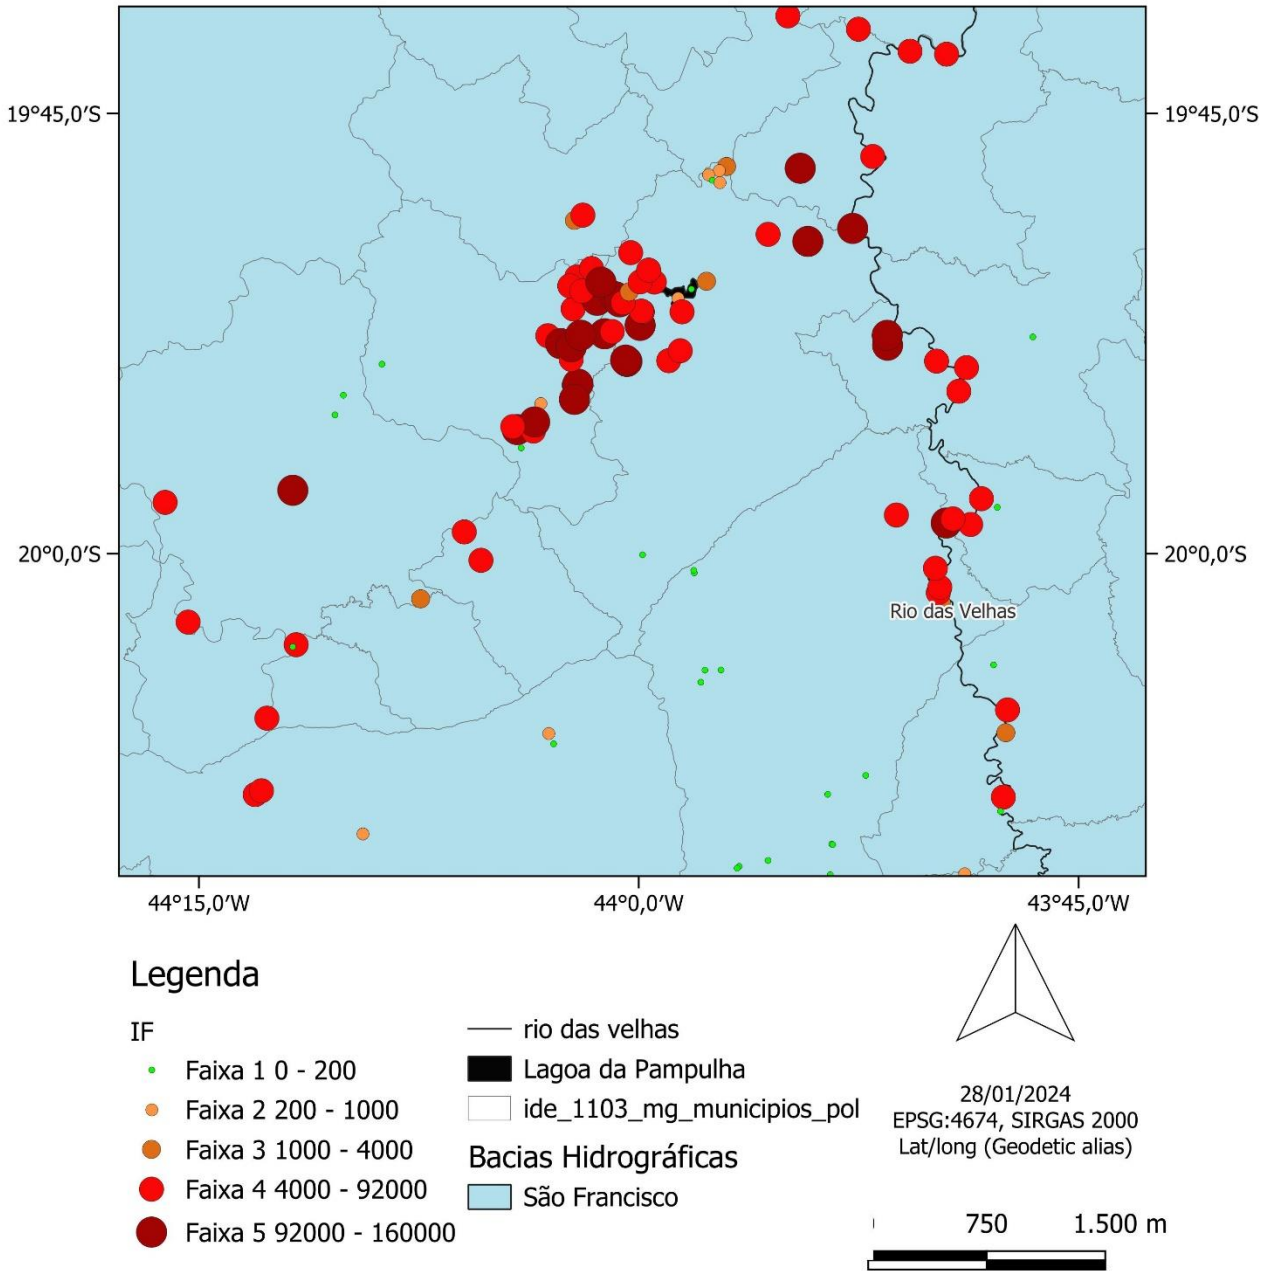 19°45,0′S
19°45,0′S
20°0,0′S
20°0,0′S
Rio das Velhas
44°15,0′W
44°0,0′W
43°45,0′W
Legenda
IF
Faixa 1 0 - 200
Faixa 2 200 - 1000
Faixa 3 1000 - 4000
Faixa 4 4000 - 92000
Faixa 5 92000 - 160000
rio das velhas
Lagoa da Pampulha
ide_1103_mg_municipios_pol
Bacias Hidrográficas
São Francisco
28/01/2024
EPSG:4674, SIRGAS 2000
Lat/long (Geodetic alias)
750 1.500 m